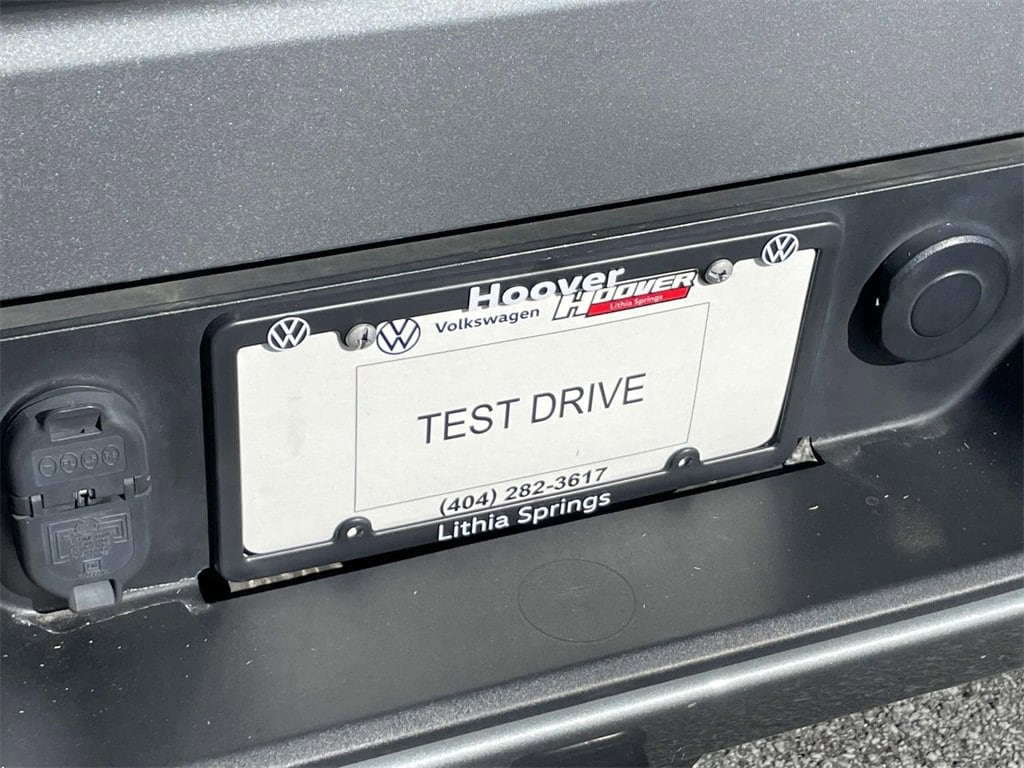 Hoover
HOOVER
Lithia Springs
Volkswagen
TEST DRIVE
(404) 282-3617
Lithia Springs